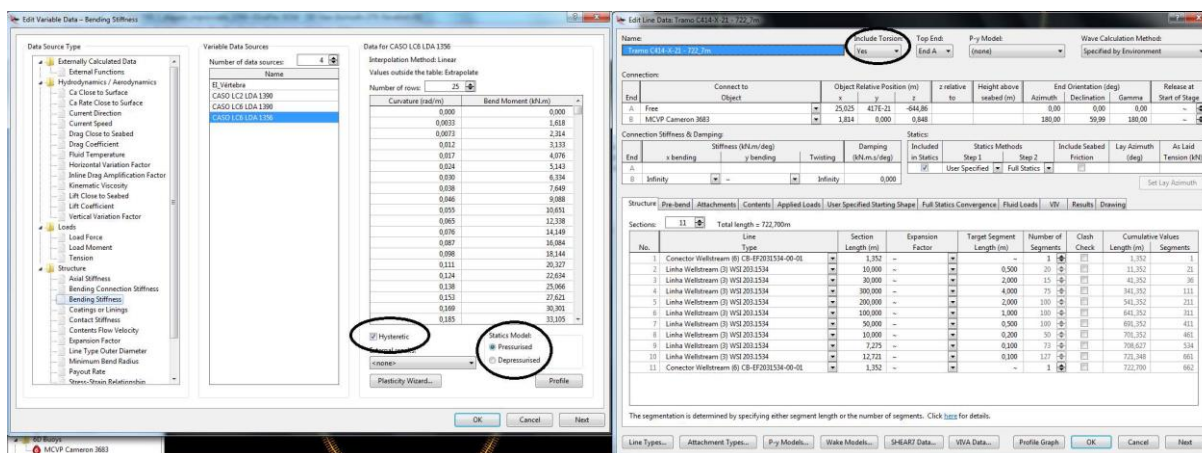 Edit Variable Data -- Bending Stiffness
Data Source Type
Externally Calculated Data
External Functions
Hydrodynamics / Aerodynamics
Ca Close to Surface
Ca Rate Close to Surface
Current Direction
Current Speed
Drag Close to Seabed
Drag Coefficient
Fluid Temperature
Horizontal Variation Factor
Inline Drag Amplification Factor
Kinematic Viscosity
Lift Close to Seabed
Lift Coefficient
Vertical Variation Factor
Loads
Load Force
Load Moment
Tension
Structure
Axial Stiffness
Bending Connection Stiffness
Bending Stiffness
Coatings or Linings
Contact Stiffness
Contents Flow Velocity
Expansion Factor
Line Type Outer Diameter
Minimum Bend Radius
Payout Rate
Stress-Strain Relationship
Variable Data Sources
Number of data sources: 4
Name
EI_Vértebra
CASO LC2 LDA 1390
CASO LC6 LDA 1390
CASO LC6 LDA 1356
Data for CASO LC6 LDA 1356
Interpolation Method: Linear
Values outside the table: Extrapolate
Number of rows: 25
Curvature (rad/m) Bend Moment (kN.m)
0,000 0,000
0,0033 1,618
0,0073 2,314
0,012 3,133
0,017 4,076
0,024 5,143
0,030 6,334
0,038 7,649
0,046 9,088
0,055 10,651
0,065 12,338
0,076 14,149
0,087 16,084
0,098 18,144
0,111 20,327
0,124 22,634
0,138 25,066
0,153 27,621
0,169 30,301
0,185 33,105
Hysteretic
<none>
Plasticity Wizard...
Statics Model:
Pressurised
Depressurised
Profile
OK Cancel Next
6D Buoys
MCVP Cameron 3683
Edit Line Data: Tramo C414-X-21 - 722_7m
Name: Include Torsion: Top End: P-y Model: Wave Calculation Method:
Tramo C414-X-21 - 722_7m Yes End A (none) Specified by Environment
Connection:
Connect to Object Relative Position (m) z relative Height above End Orientation (deg) Release at
End Object x y z to seabed (m) Azimuth Declination Gamma Start of Stage
A Free 25,025 417E-21 -644,86 0,00 0,00 0,00 ~
B MCVP Cameron 3683 1,814 0,000 0,848 180,00 59,99 180,00 ~
Connection Stiffness & Damping: Statics:
Stiffness (kN.m/deg) Damping Included Statics Methods Include Seabed Lay Azimuth As Laid
End x bending y bending Twisting (kN.m.s/deg) in Statics Step 1 Step 2 Friction (deg) Tension (kN)
A User Specified Full Statics
B Infinity ~ Infinity 0,000
Set Lay Azimuth
Structure Pre-bend Attachments Contents Applied Loads User Specified Starting Shape Full Statics Convergence Fluid Loads VIV Results Drawing
Sections: 11 Total length = 722,700m
Line Section Expansion Target Segment Number of Clash Cumulative Values
No. Type Length (m) Factor Length (m) Segments Check Length (m) Segments
1 Conector Wellstream (6) CB-EF2031534-00-01 1,352 ~ ~ 1 1,352 1
2 Linha Wellstream (3) WSI 203.1534 10,000 ~ 0,500 20 11,352 21
3 Linha Wellstream (3) WSI 203.1534 30,000 ~ 2,000 15 41,352 36
4 Linha Wellstream (3) WSI 203.1534 300,000 ~ 4,000 75 341,352 111
5 Linha Wellstream (3) WSI 203.1534 200,000 ~ 2,000 100 541,352 211
6 Linha Wellstream (3) WSI 203.1534 100,000 ~ 1,000 100 641,352 311
7 Linha Wellstream (3) WSI 203.1534 50,000 ~ 0,500 100 691,352 411
8 Linha Wellstream (3) WSI 203.1534 10,000 ~ 0,200 50 701,352 461
9 Linha Wellstream (3) WSI 203.1534 7,275 ~ 0,100 73 708,627 534
10 Linha Wellstream (3) WSI 203.1534 12,721 ~ 0,100 127 721,348 661
11 Conector Wellstream (6) CB-EF2031534-00-01 1,352 ~ ~ 1 722,700 662
The segmentation is determined by specifying either segment length or the number of segments. Click here for details.
Line Types... Attachment Types... P-y Models... Wake Models... SHEAR7 Data... VIVA Data... Profile Graph OK Cancel Next